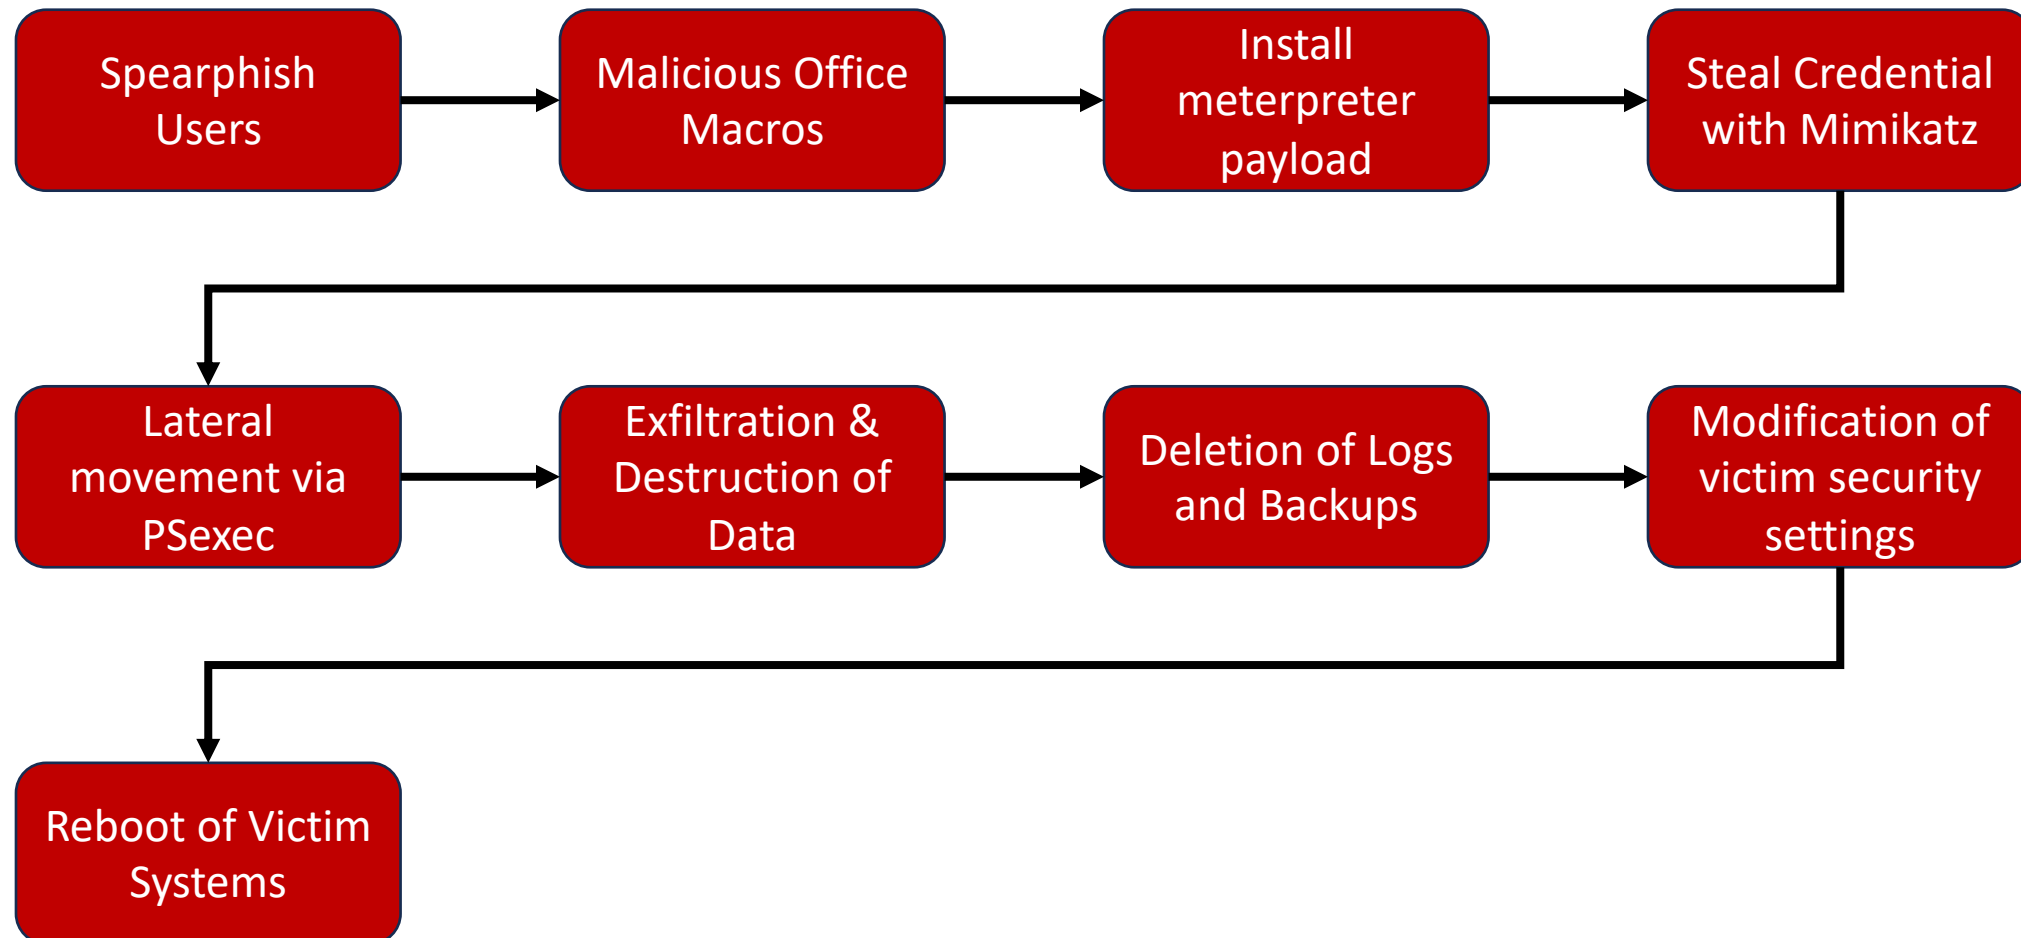 Spearphish
Users
Malicious Office
Macros
Install
meterpreter
payload
Steal Credential
with Mimikatz
Lateral
movement via
PSexec
Exfiltration &
Destruction of
Data
Deletion of Logs
and Backups
Modification of
victim security
settings
Reboot of Victim
Systems